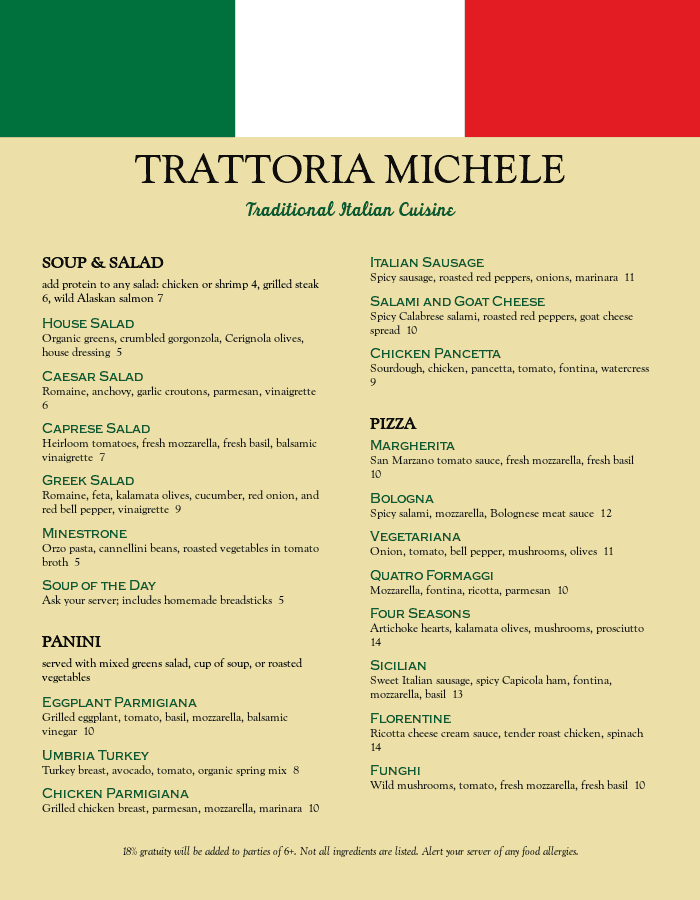 TRATTORIA MICHELE
Traditional Italian Cuisine
SOUP & SALAD
add protein to any salad: chicken or shrimp 4, grilled steak
6, wild Alaskan salmon 7
House Salad
Organic greens, crumbled gorgonzola, Cerignola olives,
house dressing 5
Caesar Salad
Romaine, anchovy, garlic croutons, parmesan, vinaigrette
6
Caprese Salad
Heirloom tomatoes, fresh mozzarella, fresh basil, balsamic
vinaigrette 7
Greek Salad
Romaine, feta, kalamata olives, cucumber, red onion, and
red bell pepper, vinaigrette 9
Minestrone
Orzo pasta, cannellini beans, roasted vegetables in tomato
broth 5
Soup of the Day
Ask your server; includes homemade breadsticks 5
PANINI
served with mixed greens salad, cup of soup, or roasted
vegetables
Eggplant Parmigiana
Grilled eggplant, tomato, basil, mozzarella, balsamic
vinegar 10
Umbria Turkey
Turkey breast, avocado, tomato, organic spring mix 8
Chicken Parmigiana
Grilled chicken breast, parmesan, mozzarella, marinara 10
Italian Sausage
Spicy sausage, roasted red peppers, onions, marinara 11
Salami and Goat Cheese
Spicy Calabrese salami, roasted red peppers, goat cheese
spread 10
Chicken Pancetta
Sourdough, chicken, pancetta, tomato, fontina, watercress
9
PIZZA
Margherita
San Marzano tomato sauce, fresh mozzarella, fresh basil
10
Bologna
Spicy salami, mozzarella, Bolognese meat sauce 12
Vegetariana
Onion, tomato, bell pepper, mushrooms, olives 11
Quatro Formaggi
Mozzarella, fontina, ricotta, parmesan 10
Four Seasons
Artichoke hearts, kalamata olives, mushrooms, prosciutto
14
Sicilian
Sweet Italian sausage, spicy Capicola ham, fontina,
mozzarella, basil 13
Florentine
Ricotta cheese cream sauce, tender roast chicken, spinach
14
Funghi
Wild mushrooms, tomato, fresh mozzarella, fresh basil 10
18% gratuity will be added to parties of 6+. Not all ingredients are listed. Alert your server of any food allergies.